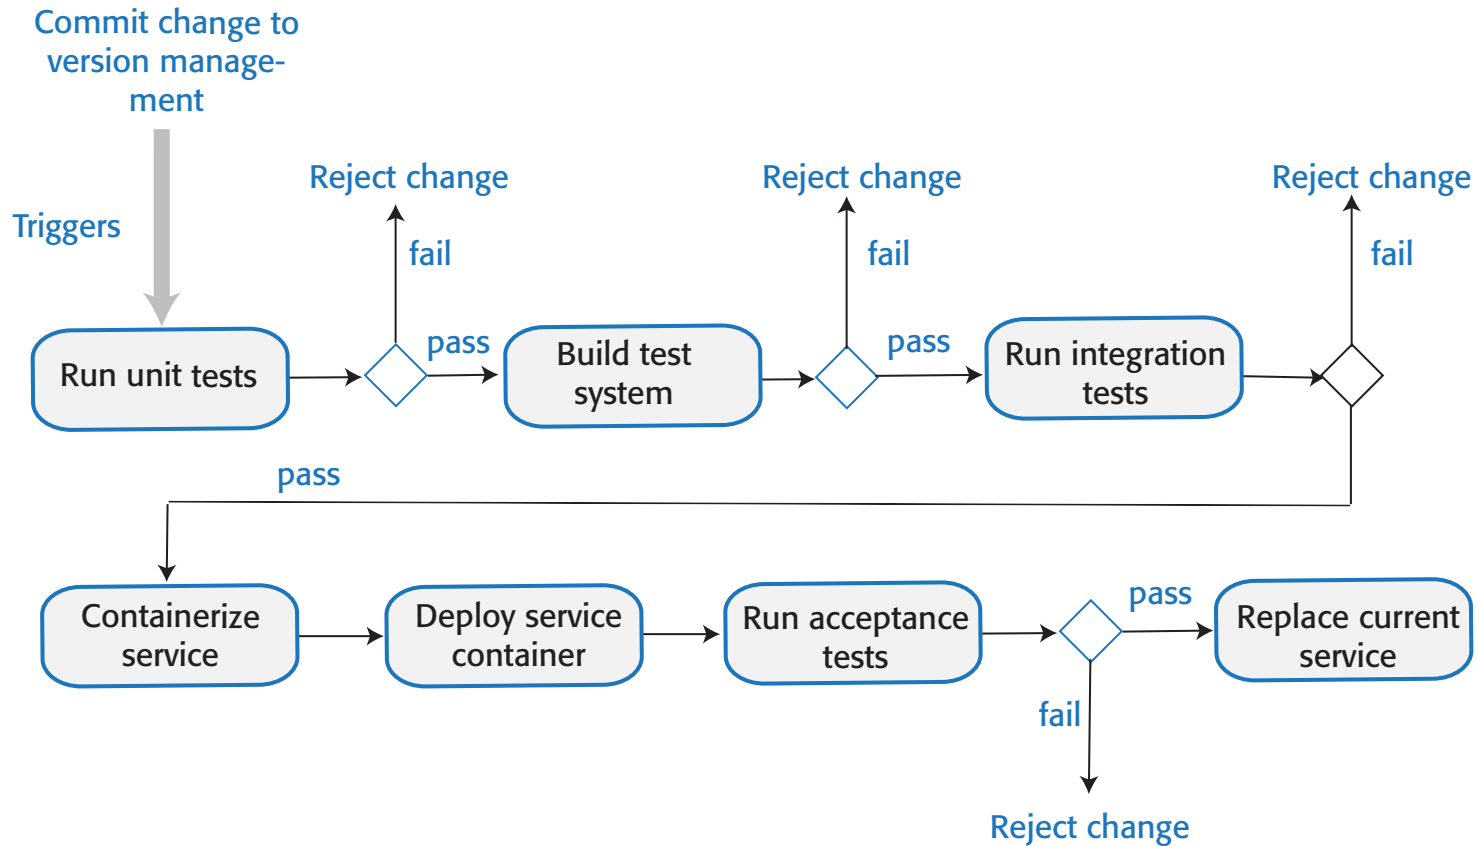 Commit change to
version manage-
ment
Triggers
Reject change
Reject change
Reject change
fail
fail
fail
Run unit tests
pass
Build test
system
pass
Run integration
tests
pass
Containerize
service
Deploy service
container
Run acceptance
tests
pass
Replace current
service
fail
Reject change